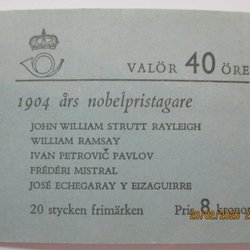 VALÖR 40 ÖRE
1904 års nobelpristagare
JOHN WILLIAM STRUTT RAYLEIGH
WILLIAM RAMSAY
IVAN PETROVIČ PAVLOV
FRÉDÉRI MISTRAL
JOSÉ ECHEGARAY Y EIZAGUIRRE
20 stycken frimärken Pris 8 kronor